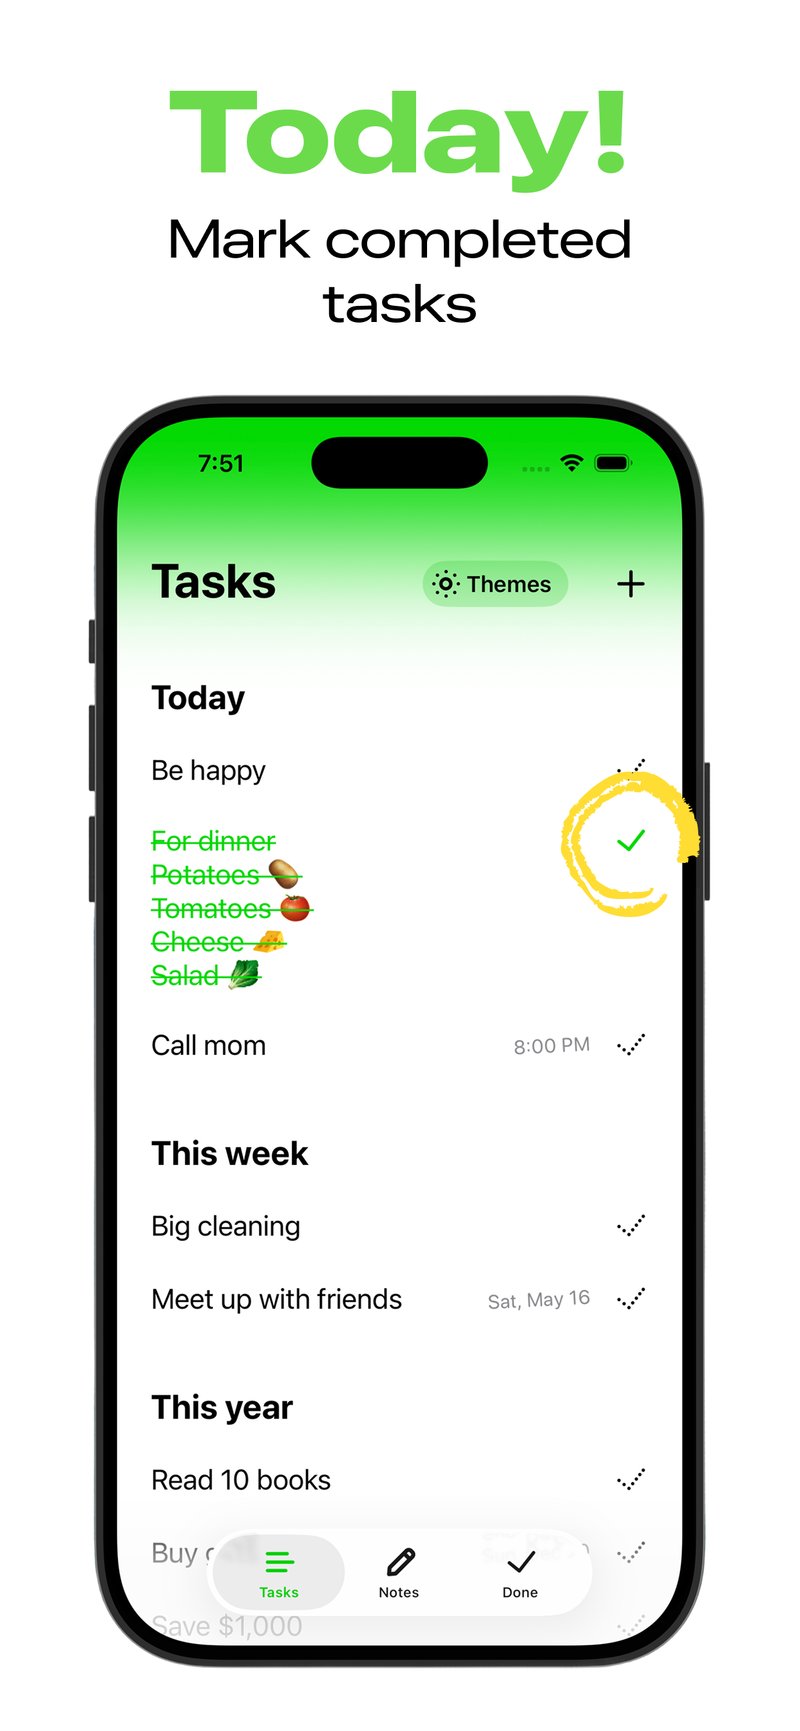 Today!
Mark completed
tasks
7:51
Tasks
Themes
Today
Be happy
For dinner
Potatoes
Tomatoes
Cheese
Salad
Call mom 8:00 PM
This week
Big cleaning
Meet up with friends Sat, May 16
This year
Read 10 books
Buy
Save $1,000
Tasks
Notes
Done